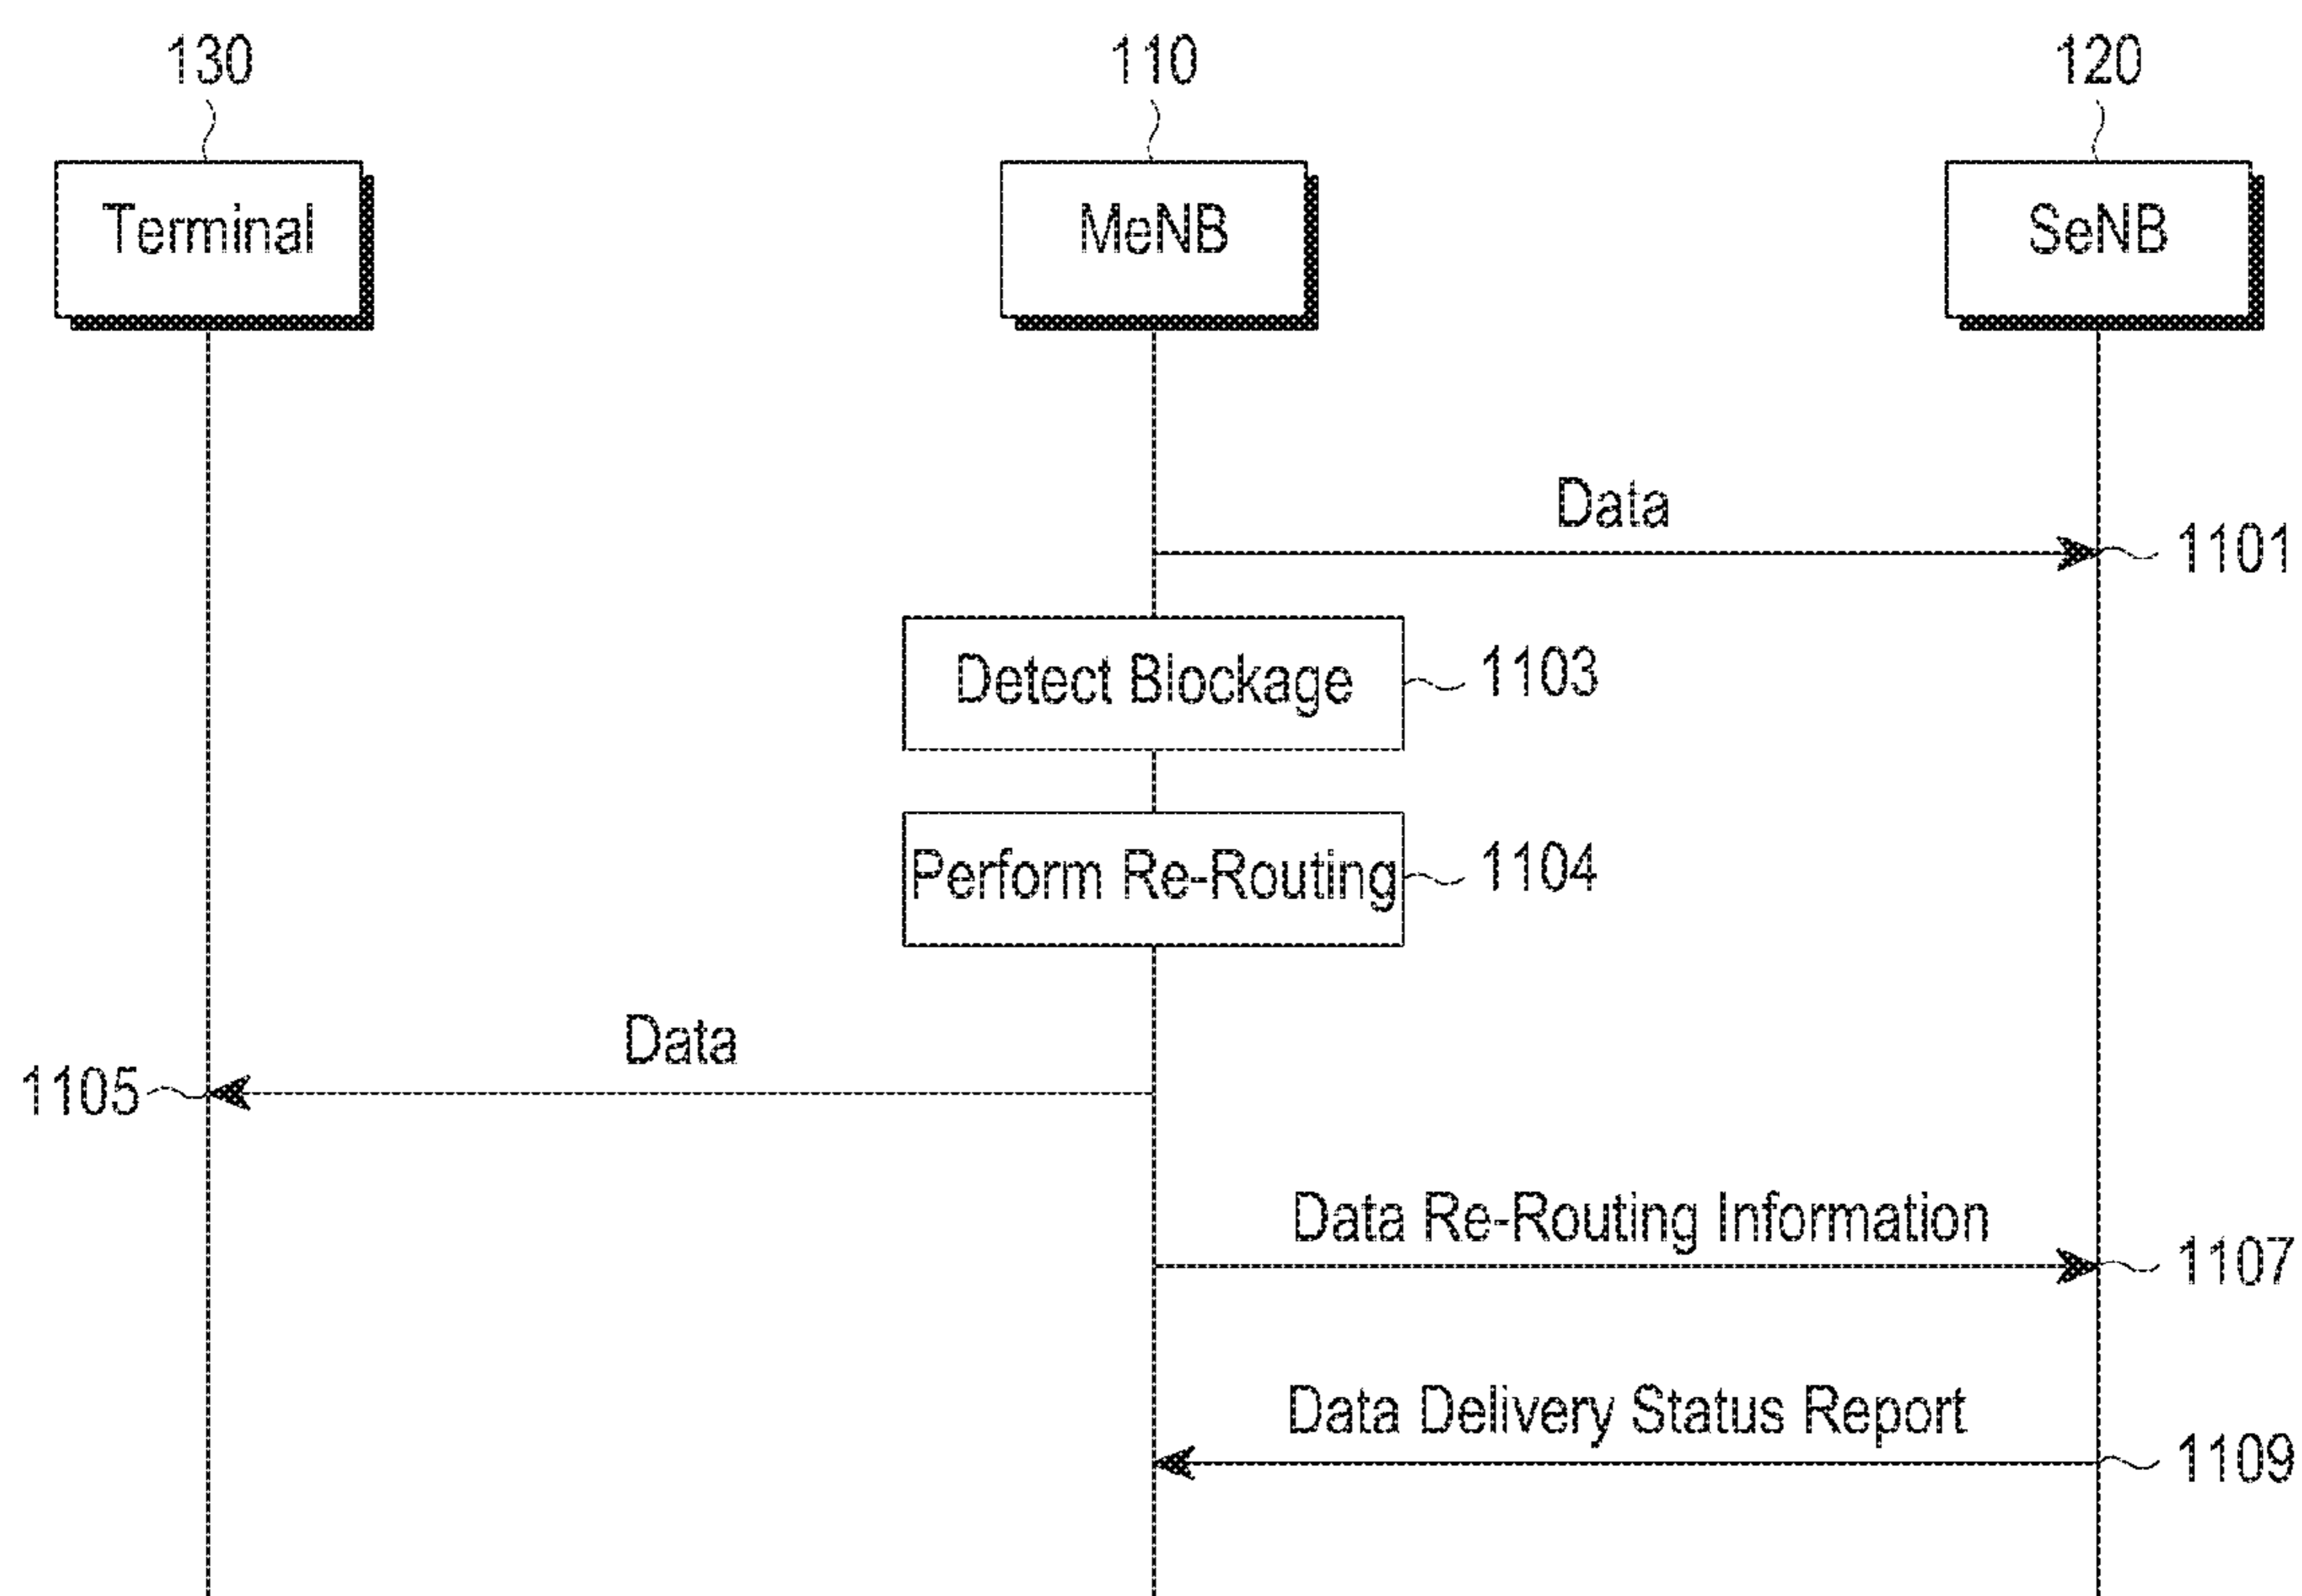 130
110
120
Terminal
MeNB
SeNB
Data
1101
Detect Blockage
1103
Perform Re-Routing
1104
Data
1105
Data Re-Routing Information
1107
Data Delivery Status Report
1109